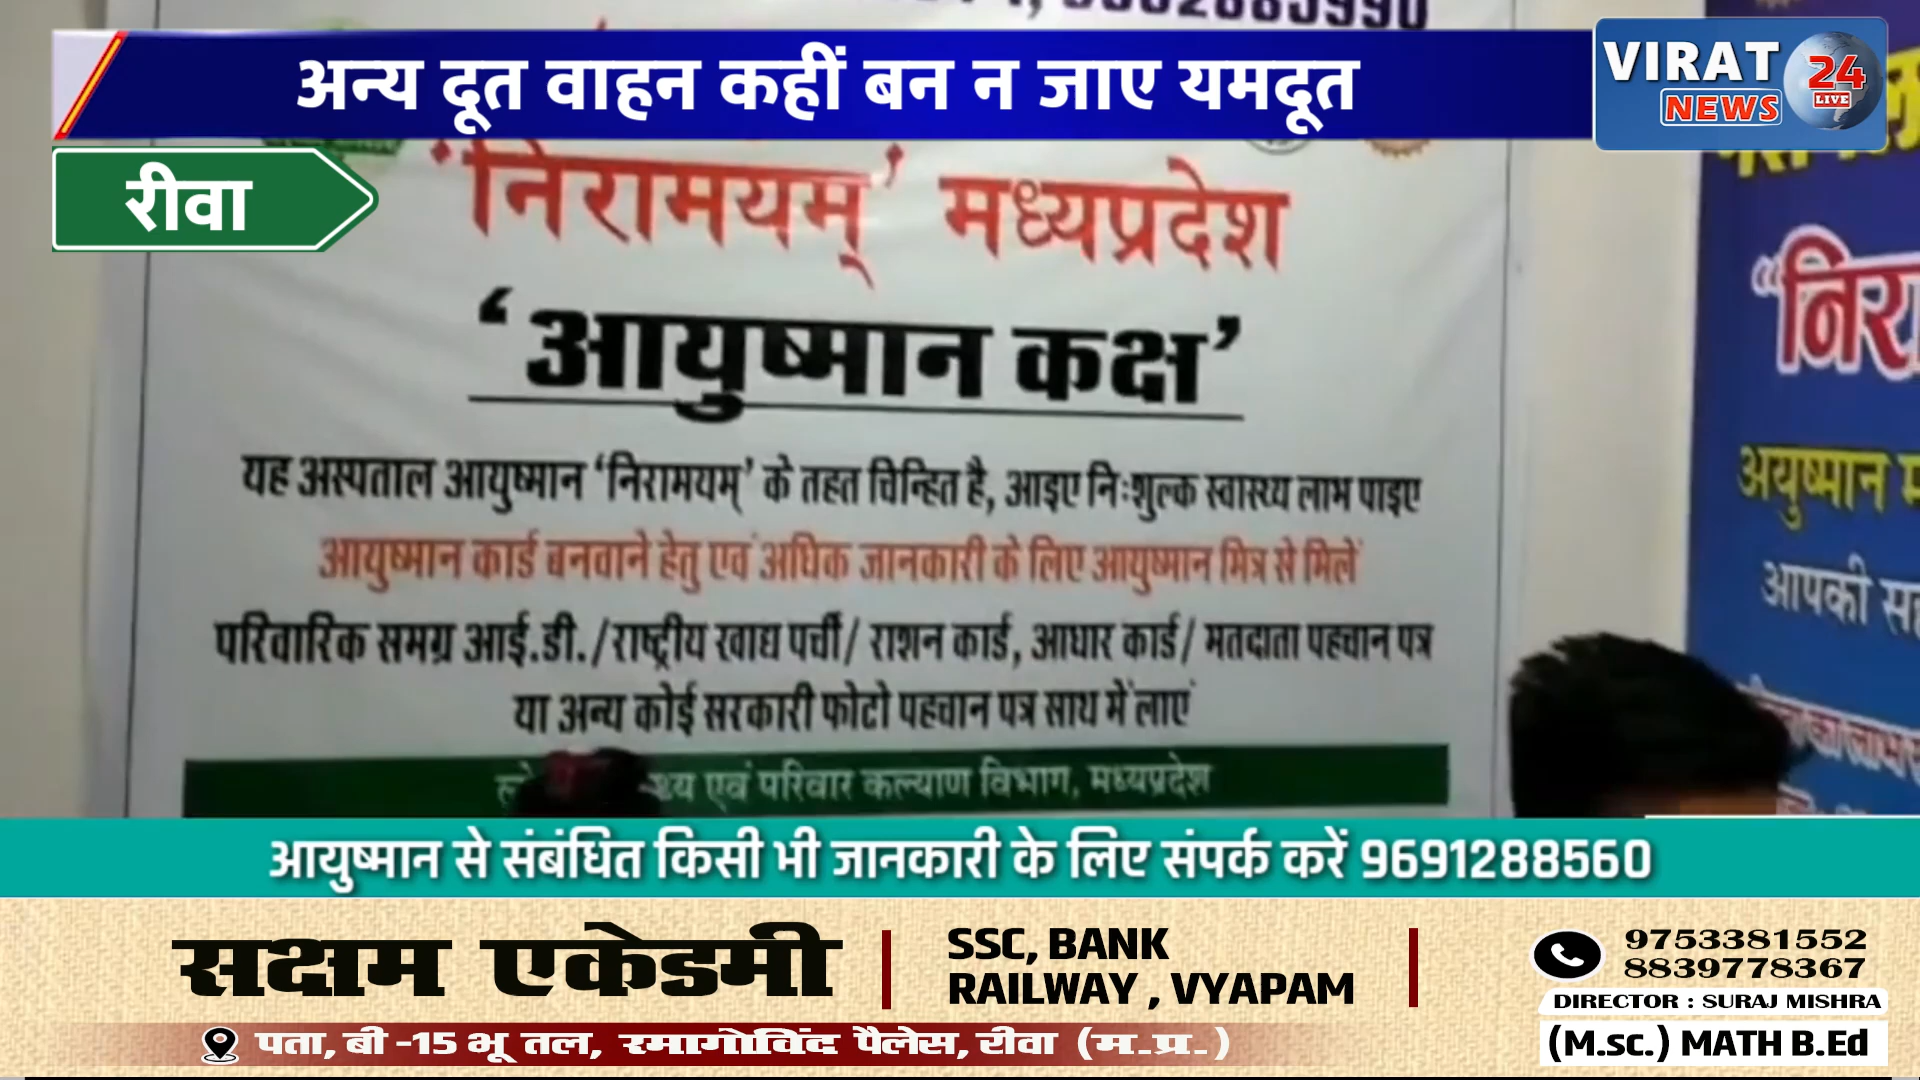 अन्य दूत वाहन कहीं बन न जाए यमदूत
VIRAT
NEWS
24
LIVE
रीवा
'निरामयम्' मध्यप्रदेश
'आयुष्मान कक्ष'
यह अस्पताल आयुष्मान 'निरामयम्' के तहत चिन्हित है, आइए निःशुल्क स्वास्थ्य लाभ पाइए
आयुष्मान कार्ड बनवाने हेतु एवं अधिक जानकारी के लिए आयुष्मान मित्र से मिलें
परिवारिक समग्र आई.डी./राष्ट्रीय खाद्य पर्ची/ राशन कार्ड, आधार कार्ड/ मतदाता पहचान पत्र
या अन्य कोई सरकारी फोटो पहचान पत्र साथ में लाएं
एवं परिवार कल्याण विभाग, मध्यप्रदेश
अयुष्मान
आपकी
आयुष्मान से संबंधित किसी भी जानकारी के लिए संपर्क करें 9691288560
सक्षम एकेडमी
SSC, BANK
RAILWAY , VYAPAM
9753381552
8839778367
DIRECTOR : SURAJ MISHRA
(M.sc.) MATH B.Ed
पता, बी -15 भू तल, रमागोविंद पैलेस, रीवा (म.प्र.)